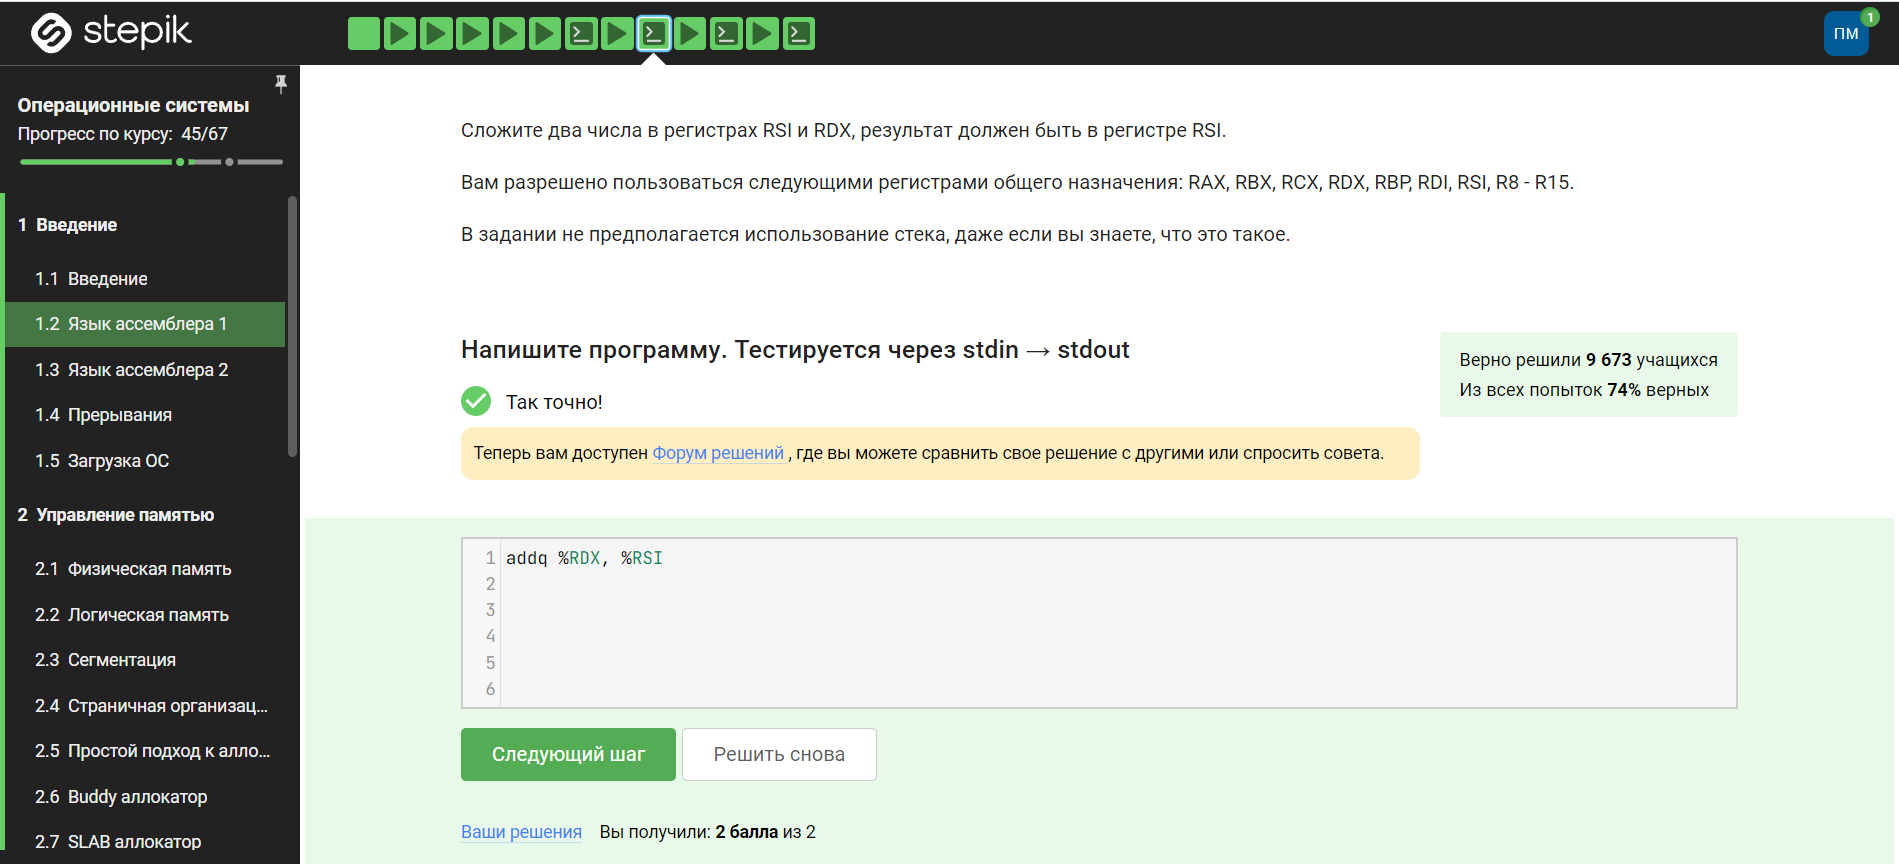 stepik
ПМ
1
Операционные системы
Прогресс по курсу: 45/67
1 Введение
1.1 Введение
1.2 Язык ассемблера 1
1.3 Язык ассемблера 2
1.4 Прерывания
1.5 Загрузка ОС
2 Управление памятью
2.1 Физическая память
2.2 Логическая память
2.3 Сегментация
2.4 Страничная организац...
2.5 Простой подход к алло...
2.6 Buddy аллокатор
2.7 SLAB аллокатор
Сложите два числа в регистрах RSI и RDX, результат должен быть в регистре RSI.
Вам разрешено пользоваться следующими регистрами общего назначения: RAX, RBX, RCX, RDX, RBP, RDI, RSI, R8 - R15.
В задании не предполагается использование стека, даже если вы знаете, что это такое.
Напишите программу. Тестируется через stdin → stdout
Верно решили 9 673 учащихся
Из всех попыток 74% верных
Так точно!
Теперь вам доступен Форум решений , где вы можете сравнить свое решение с другими или спросить совета.
1 addq %RDX, %RSI
2
3
4
5
6
Следующий шаг
Решить снова
Ваши решения Вы получили: 2 балла из 2